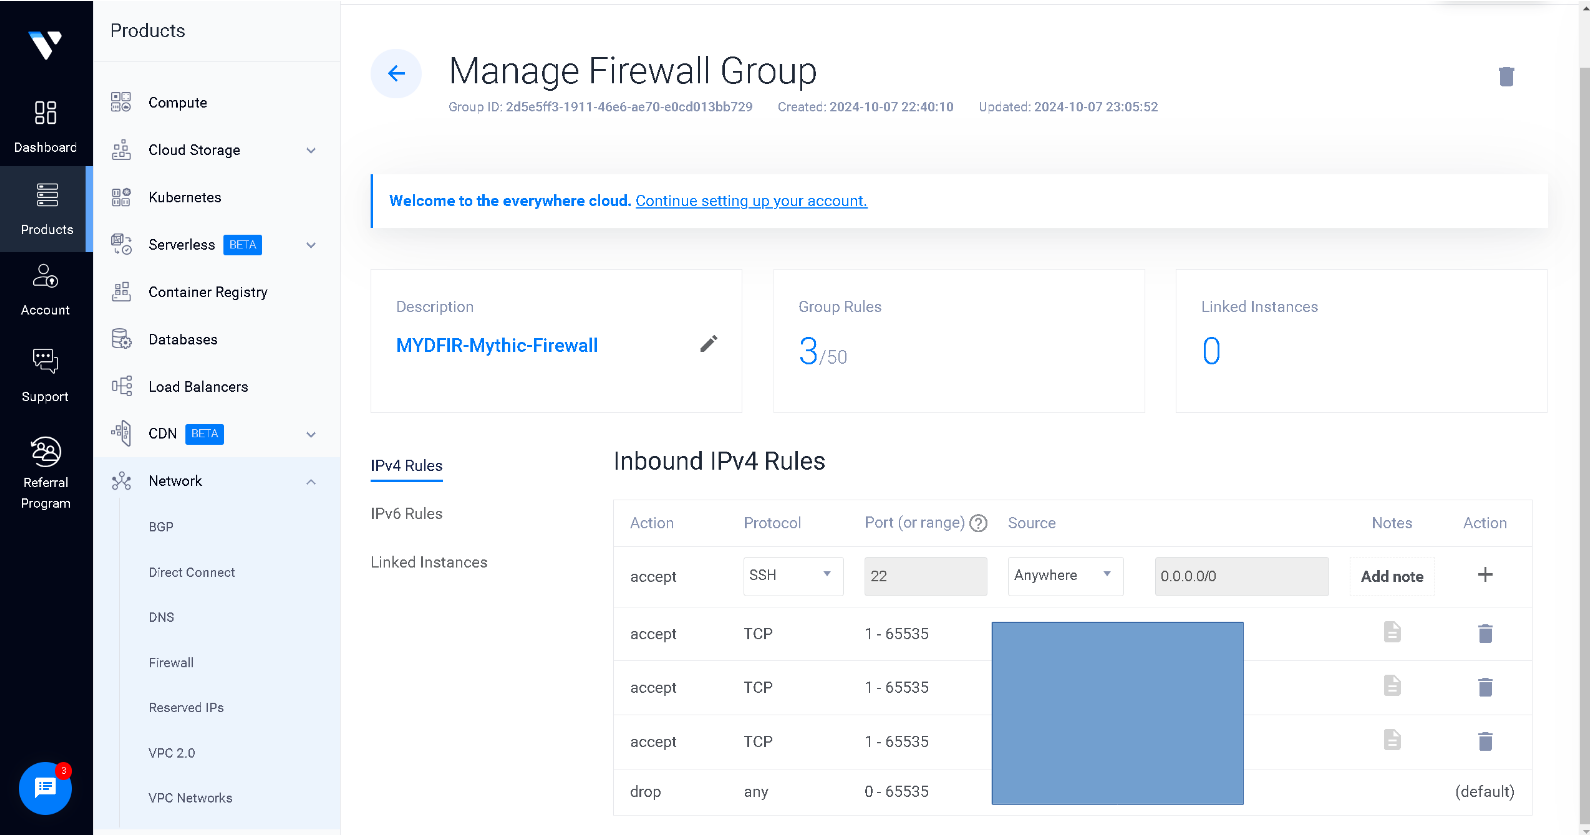 Dashboard
Products
Account
Support
Referral
Program
3
Products
Compute
Cloud Storage
Kubernetes
Serverless BETA
Container Registry
Databases
Load Balancers
CDN BETA
Network
BGP
Direct Connect
DNS
Firewall
Reserved IPs
VPC 2.0
VPC Networks
Manage Firewall Group
Group ID: 2d5e5ff3-1911-46e6-ae70-e0cd013bb729 Created: 2024-10-07 22:40:10 Updated: 2024-10-07 23:05:52
Welcome to the everywhere cloud. Continue setting up your account.
Description
MYDFIR-Mythic-Firewall
Group Rules
3/50
Linked Instances
0
IPv4 Rules
IPv6 Rules
Linked Instances
Inbound IPv4 Rules
Action Protocol Port (or range) ? Source Notes Action
accept SSH 22 Anywhere 0.0.0.0/0 Add note +
accept TCP 1 - 65535
accept TCP 1 - 65535
accept TCP 1 - 65535
drop any 0 - 65535 (default)